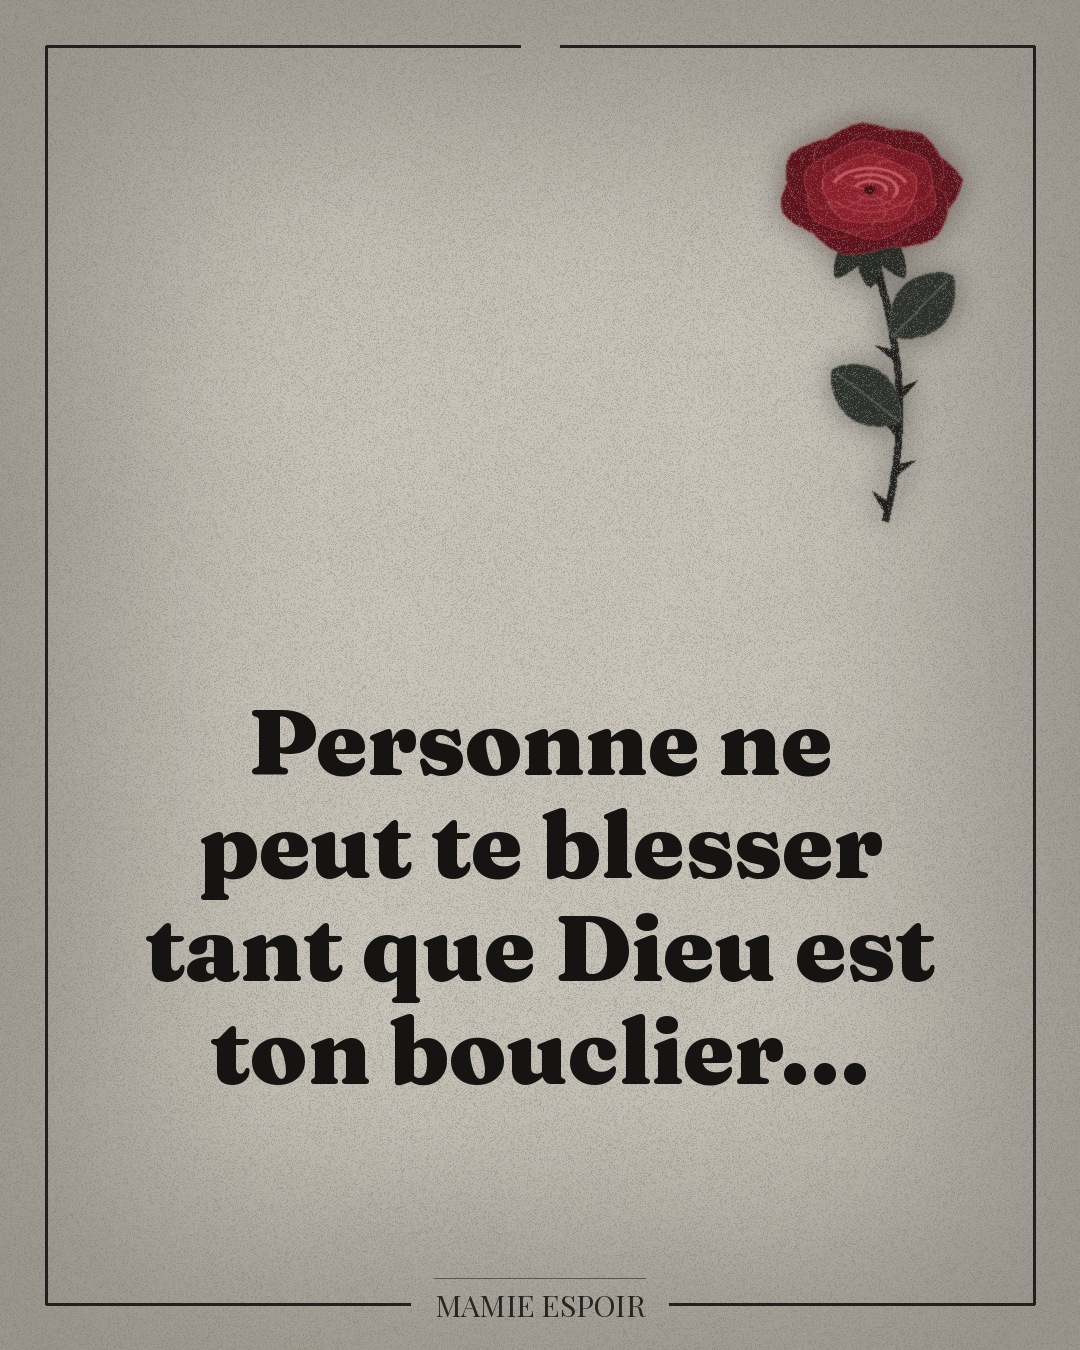 Personne ne
peut te blesser
tant que Dieu est
ton bouclier...
MAMIE ESPOIR